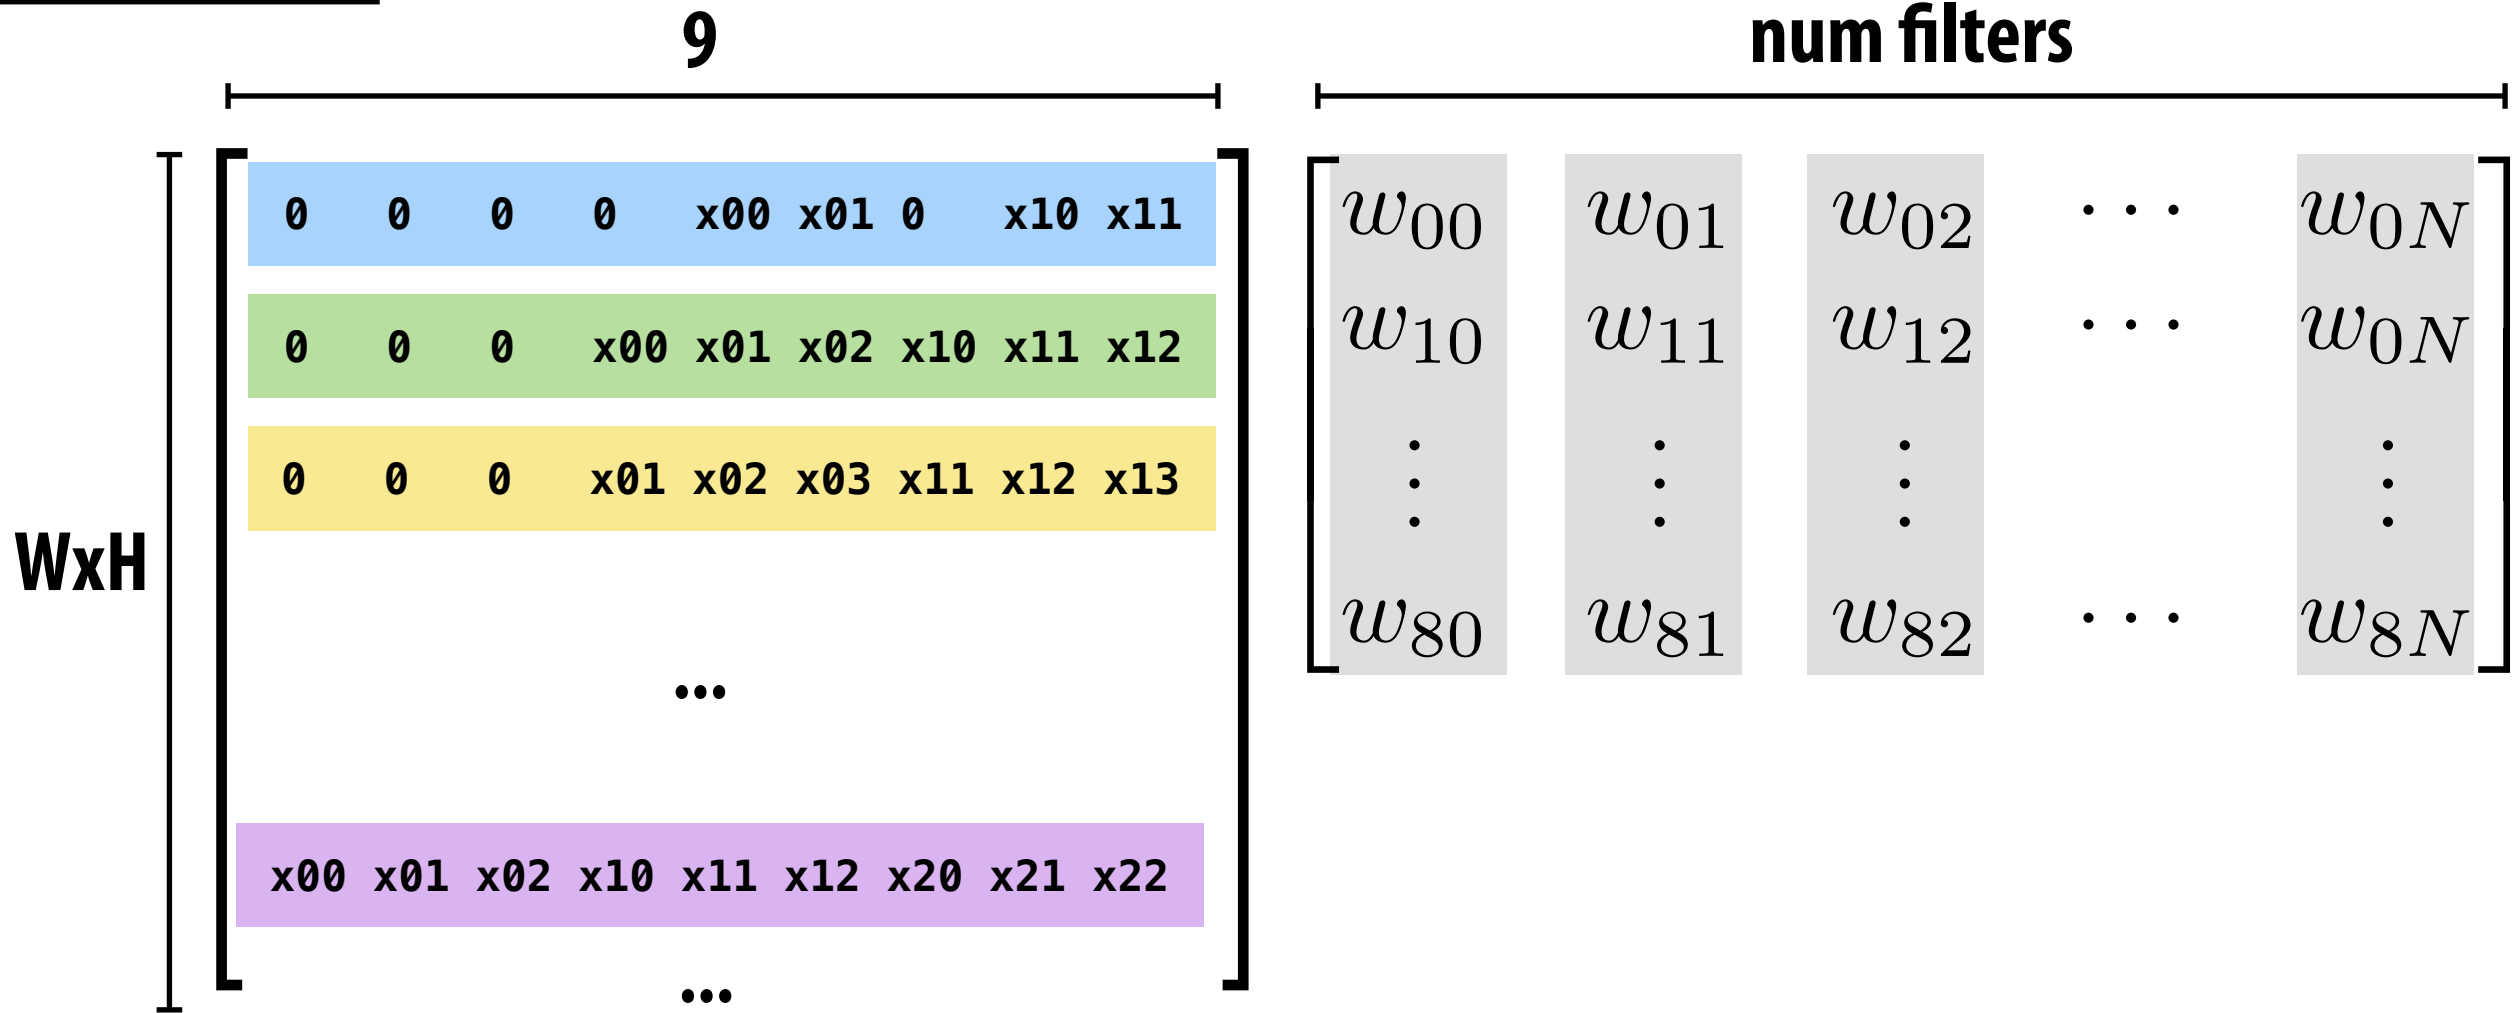 9 num filters
0 0 0 0 x00 x01 0 x10 x11 w00 w01 w02 ··· w0N
0 0 0 x00 x01 x02 x10 x11 x12 w10 w11 w12 ··· w0N
0 0 0 x01 x02 x03 x11 x12 x13 ⋮ ⋮ ⋮ ⋮
WxH
w80 w81 w82 ··· w8N
...
x00 x01 x02 x10 x11 x12 x20 x21 x22
...